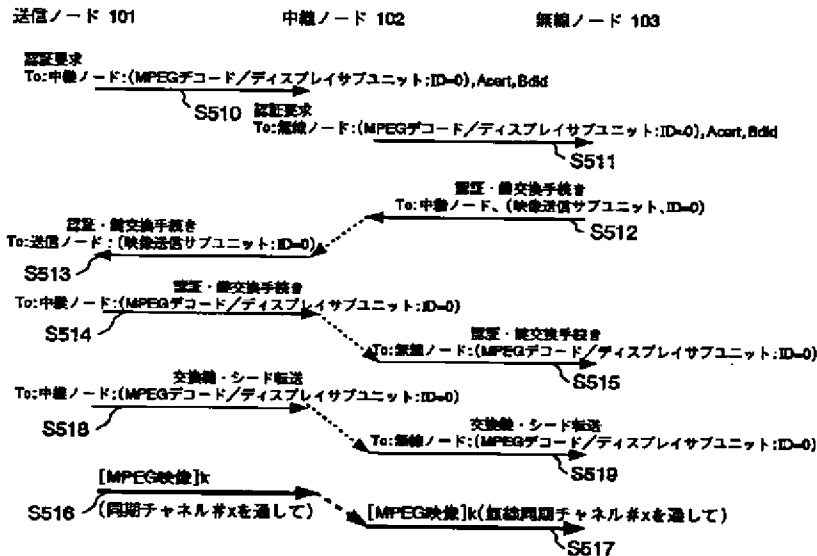 送信ノード 101
中継ノード 102
無線ノード 103
認証要求
To:中継ノード:(MPEGデコード／ディスプレイサブユニット:ID=0),Acert,Bdid
S510
認証要求
To:無線ノード:(MPEGデコード／ディスプレイサブユニット:ID=0),Acert,Bdid
S511
認証・鍵交換手続き
To:中継ノード、(映像送信サブユニット、ID=0)
S512
認証・鍵交換手続き
To:送信ノード:(映像送信サブユニット:ID=0)
S513
認証・鍵交換手続き
To:中継ノード:(MPEGデコード／ディスプレイサブユニット:ID=0)
S514
認証・鍵交換手続き
To:無線ノード:(MPEGデコード／ディスプレイサブユニット:ID=0)
S515
交換鍵・シード転送
To:中継ノード:(MPEGデコード／ディスプレイサブユニット:ID=0)
S518
交換鍵・シード転送
To:無線ノード:(MPEGデコード／ディスプレイサブユニット:ID=0)
S519
[MPEG映像]k
S516
(同期チャネル#xを通して)
[MPEG映像]k(無線同期チャネル#xを通して)
S517